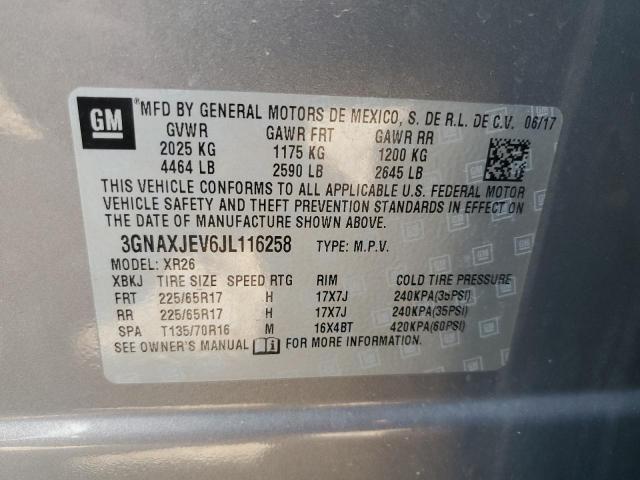 GM
®MFD BY GENERAL MOTORS DE MEXICO, S. DE R.L. DE C.V. 06/17
GVWR GAWR FRT GAWR RR
2025 KG 1175 KG 1200 KG
4464 LB 2590 LB 2645 LB
THIS VEHICLE CONFORMS TO ALL APPLICABLE U.S. FEDERAL MOTOR
VEHICLE SAFETY AND THEFT PREVENTION STANDARDS IN EFFECT ON
THE DATE OF MANUFACTURE SHOWN ABOVE.
3GNAXJEV6JL116258 TYPE: M.P.V.
MODEL: XR26
XBKJ TIRE SIZE SPEED RTG RIM COLD TIRE PRESSURE
FRT 225/65R17 H 17X7J 240KPA(35PSI)
RR 225/65R17 H 17X7J 240KPA(35PSI)
SPA T135/70R16 M 16X4BT 420KPA(60PSI)
SEE OWNER'S MANUAL FOR MORE INFORMATION.